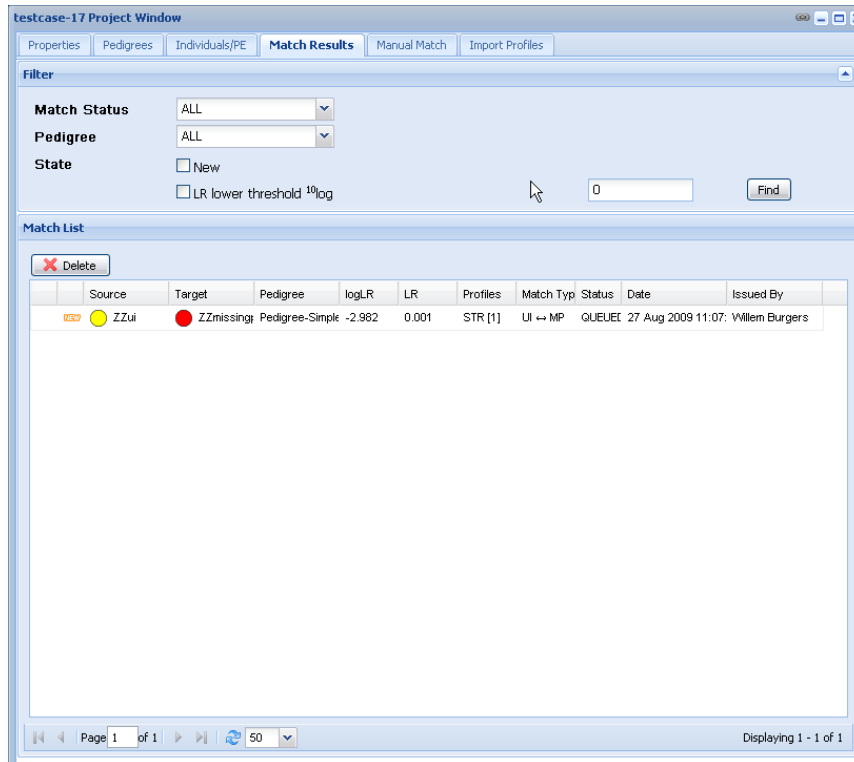 testcase-17 Project Window
Properties Pedigrees Individuals/PE Match Results Manual Match Import Profiles
Filter
Match Status ALL
Pedigree ALL
State New
LR lower threshold ¹⁰log 0 Find
Match List
Delete
Source Target Pedigree logLR LR Profiles Match Typ Status Date Issued By
NEW ZZui ZZmissingp Pedigree-Simple -2.982 0.001 STR [1] UI ↔ MP QUEUED 27 Aug 2009 11:07: Willem Burgers
Page 1 of 1 50 Displaying 1 - 1 of 1